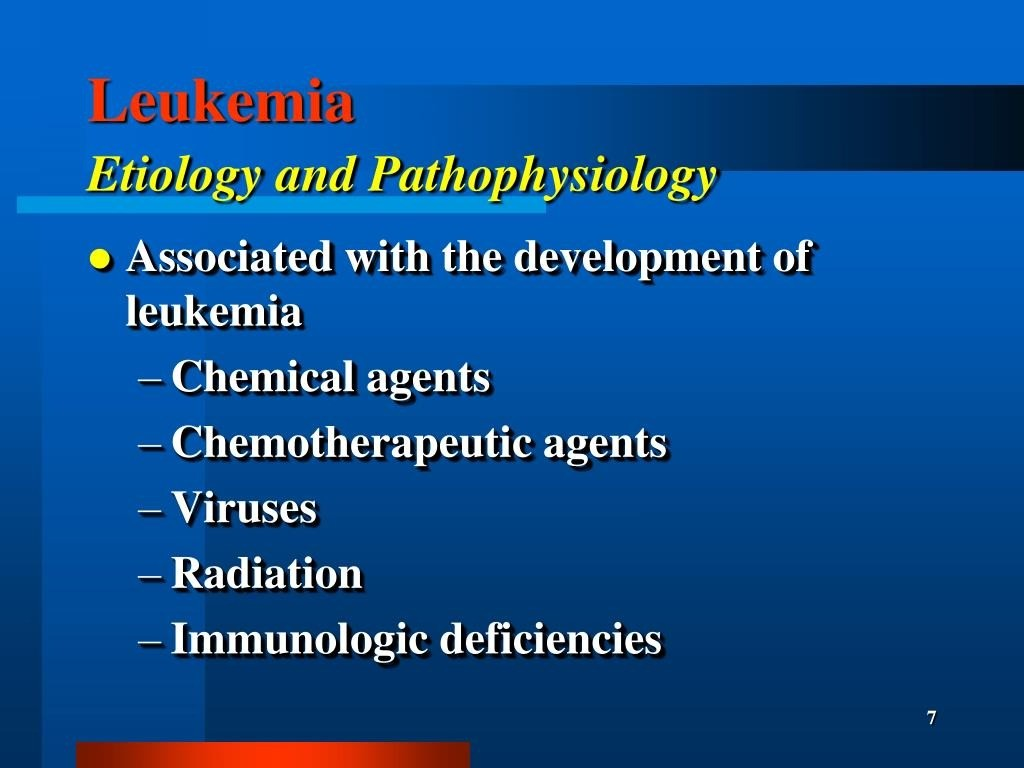 Leukemia
Etiology and Pathophysiology
● Associated with the development of
leukemia
– Chemical agents
– Chemotherapeutic agents
– Viruses
– Radiation
– Immunologic deficiencies
7